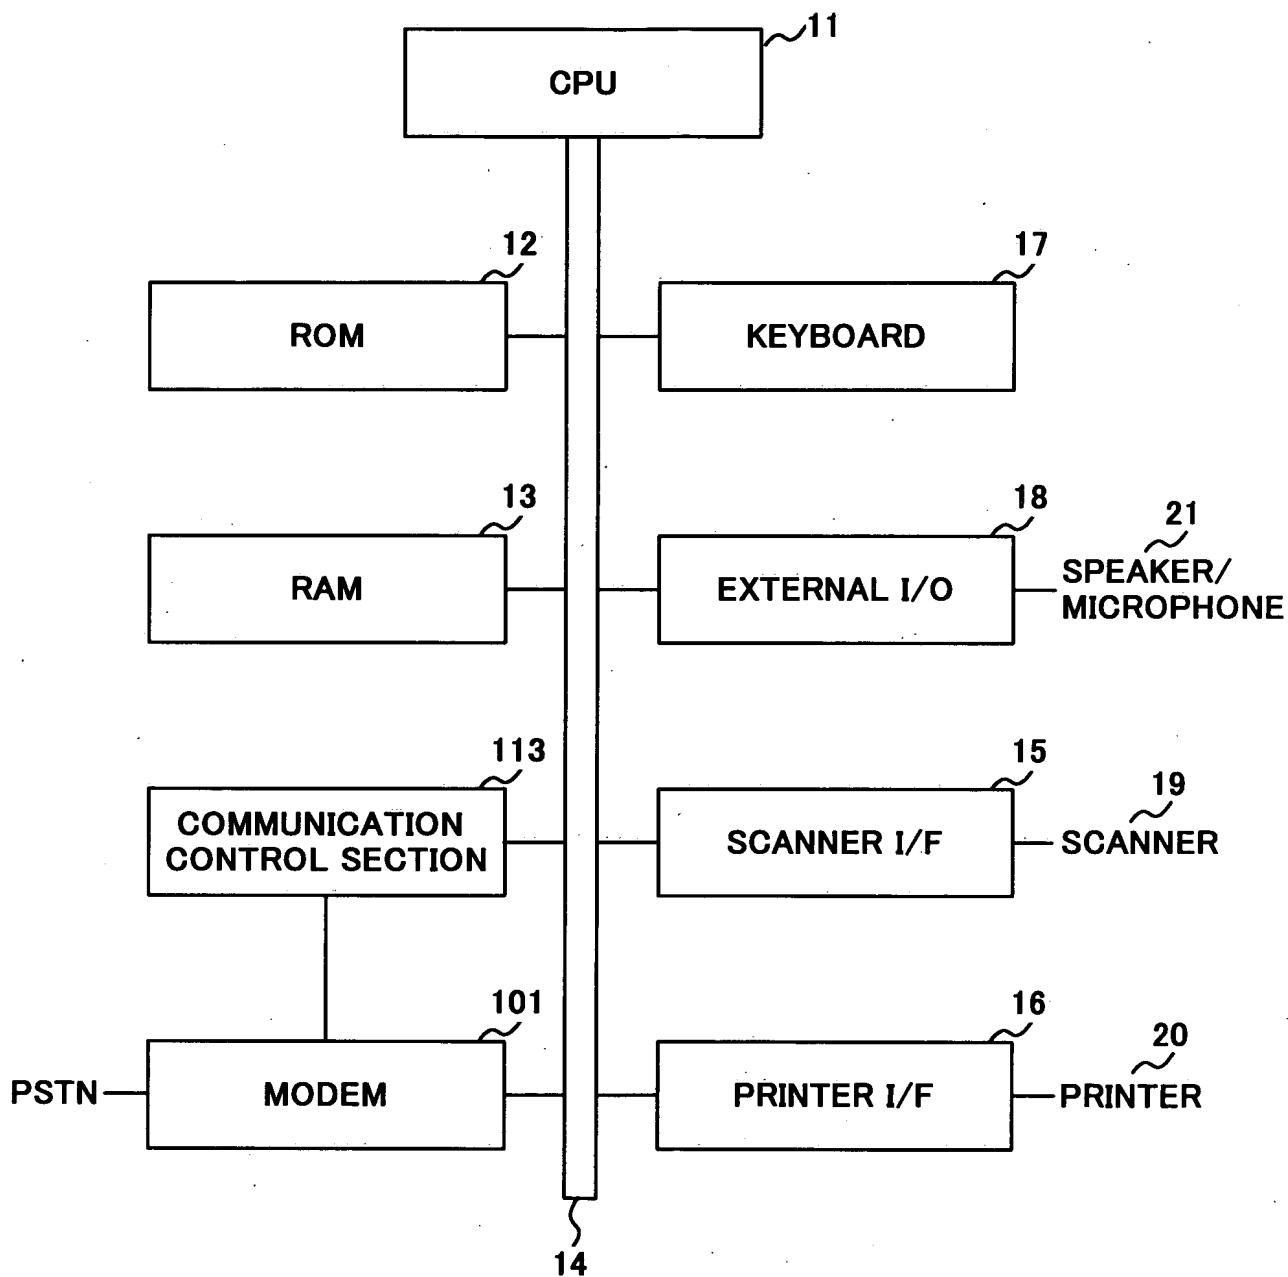 11
CPU
12
ROM
17
KEYBOARD
13
RAM
18
EXTERNAL I/O
21
SPEAKER/
MICROPHONE
113
COMMUNICATION
CONTROL SECTION
15
SCANNER I/F
19
SCANNER
101
PSTN
MODEM
16
PRINTER I/F
20
PRINTER
14